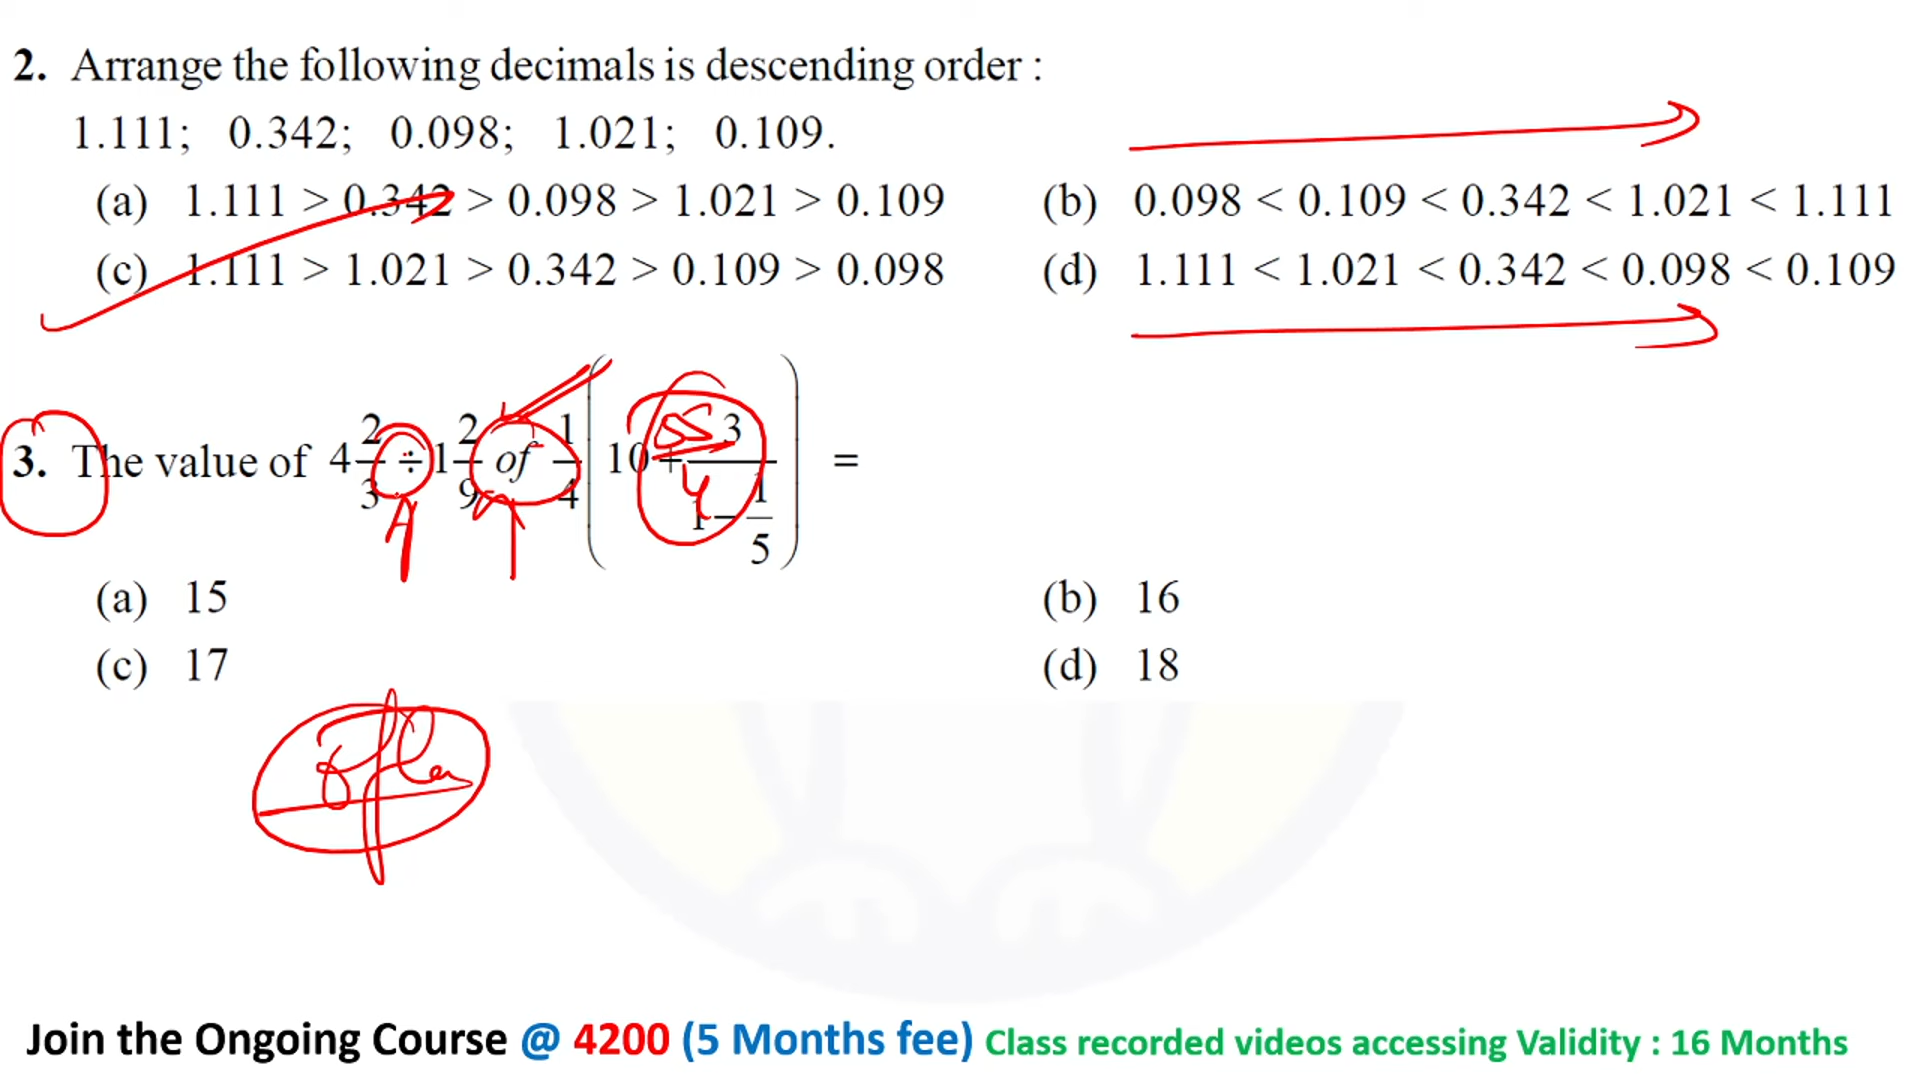 2. Arrange the following decimals is descending order :
1.111; 0.342; 0.098; 1.021; 0.109.
(a) 1.111 > 0.342 > 0.098 > 1.021 > 0.109 (b) 0.098 < 0.109 < 0.342 < 1.021 < 1.111
(c) 1.111 > 1.021 > 0.342 > 0.109 > 0.098 (d) 1.111 < 1.021 < 0.342 < 0.098 < 0.109
3. The value of 4 2/3 ÷ 1 2/9 of 1/4 (10 + 3/(1 − 1/5)) =
55
4
(a) 15 (b) 16
(c) 17 (d) 18
Join the Ongoing Course @ 4200 (5 Months fee) Class recorded videos accessing Validity : 16 Months